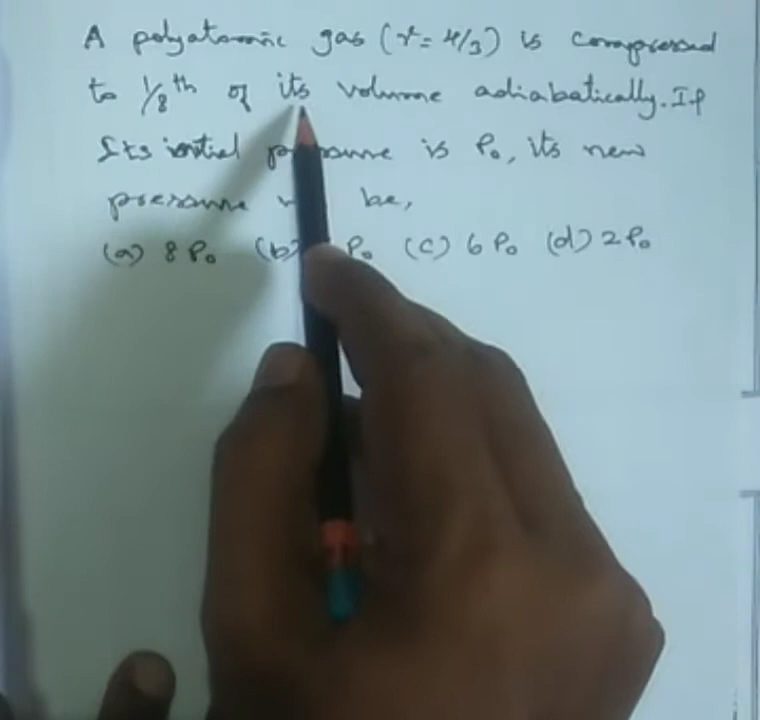 A polyatomic gas (γ = 4/3) is compressed
to 1/8th of its volume adiabatically. If
Its initial pressure is P₀, its new
pressure be,
(a) 8 P₀ (b) P₀ (c) 6 P₀ (d) 2 P₀